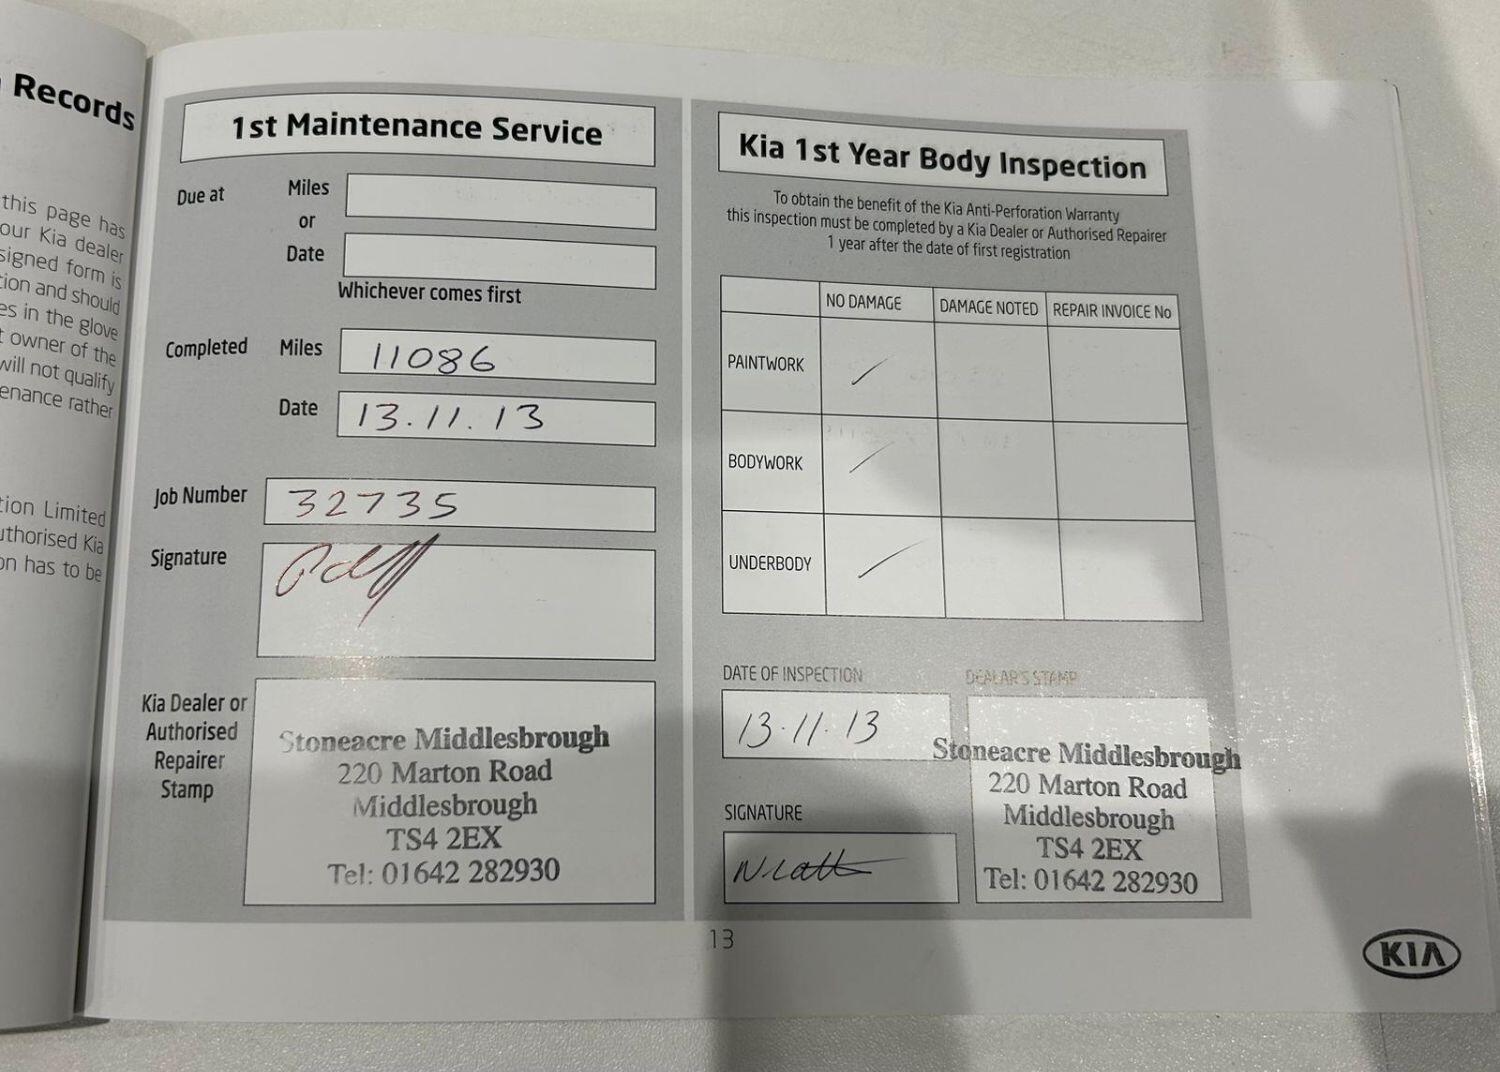 Records
this page has
our Kia dealer
signed form is
tion and should
es in the glove
t owner of the
will not qualify
enance rather
tion Limited
uthorised Kia
on has to be
1st Maintenance Service
Due at
Miles
or
Date
Whichever comes first
Completed
Miles
11086
Date
13.11.13
Job Number
32735
Signature
Kia Dealer or
Authorised
Repairer
Stamp
Stoneacre Middlesbrough
220 Marton Road
Middlesbrough
TS4 2EX
Tel: 01642 282930
Kia 1st Year Body Inspection
To obtain the benefit of the Kia Anti-Perforation Warranty
this inspection must be completed by a Kia Dealer or Authorised Repairer
1 year after the date of first registration
NO DAMAGE DAMAGE NOTED REPAIR INVOICE No
PAINTWORK
BODYWORK
UNDERBODY
DATE OF INSPECTION
13.11.13
SIGNATURE
DEALAR'S STAMP
Stoneacre Middlesbrough
220 Marton Road
Middlesbrough
TS4 2EX
Tel: 01642 282930
13
KIA